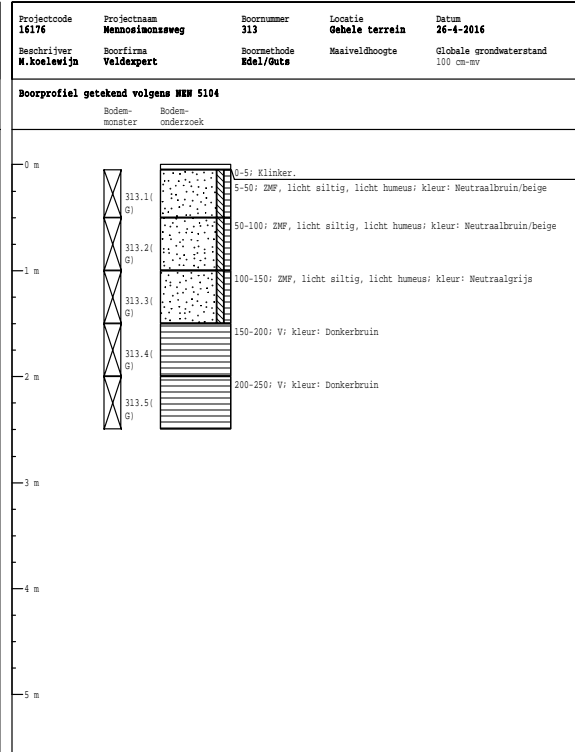 Projectcode Projectnaam Boornummer Locatie Datum
16176 Mennosimonzsweg 313 Gehele terrein 26-4-2016
Beschrijver Boorfirma Boormethode Maaiveldhoogte Globale grondwaterstand
M.koelewijn Veldexpert Edel/Guts 100 cm-mv
Boorprofiel getekend volgens NEN 5104
Bodem- Bodem-
monster onderzoek
0 m
0-5; Klinker.
5-50; ZMF, licht siltig, licht humeus; kleur: Neutraalbruin/beige
313.1(
G)
50-100; ZMF, licht siltig, licht humeus; kleur: Neutraalbruin/beige
313.2(
G)
1 m
100-150; ZMF, licht siltig, licht humeus; kleur: Neutraalgrijs
313.3(
G)
150-200; V; kleur: Donkerbruin
313.4(
G)
2 m
200-250; V; kleur: Donkerbruin
313.5(
G)
3 m
4 m
5 m